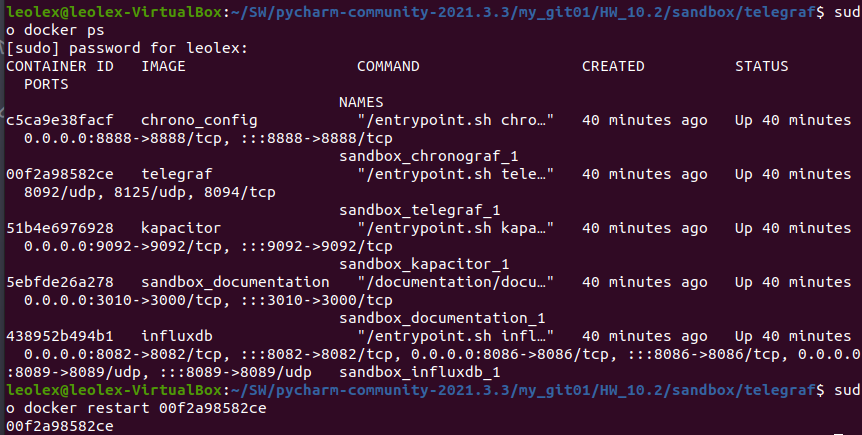 leolex@leolex-VirtualBox:~/SW/pycharm-community-2021.3.3/my_git01/HW_10.2/sandbox/telegraf$ sud
o docker ps
[sudo] password for leolex:
CONTAINER ID   IMAGE                   COMMAND                  CREATED          STATUS
  PORTS
                                     NAMES
c5ca9e38facf   chrono_config           "/entrypoint.sh chro…"   40 minutes ago   Up 40 minutes
  0.0.0.0:8888->8888/tcp, :::8888->8888/tcp
                                     sandbox_chronograf_1
00f2a98582ce   telegraf                "/entrypoint.sh tele…"   40 minutes ago   Up 40 minutes
  8092/udp, 8125/udp, 8094/tcp
                                     sandbox_telegraf_1
51b4e6976928   kapacitor               "/entrypoint.sh kapa…"   40 minutes ago   Up 40 minutes
  0.0.0.0:9092->9092/tcp, :::9092->9092/tcp
                                     sandbox_kapacitor_1
5ebfde26a278   sandbox_documentation   "/documentation/docu…"   40 minutes ago   Up 40 minutes
  0.0.0.0:3010->3000/tcp, :::3010->3000/tcp
                                     sandbox_documentation_1
438952b494b1   influxdb                "/entrypoint.sh infl…"   40 minutes ago   Up 40 minutes
  0.0.0.0:8082->8082/tcp, :::8082->8082/tcp, 0.0.0.0:8086->8086/tcp, :::8086->8086/tcp, 0.0.0.0
:8089->8089/udp, :::8089->8089/udp   sandbox_influxdb_1
leolex@leolex-VirtualBox:~/SW/pycharm-community-2021.3.3/my_git01/HW_10.2/sandbox/telegraf$ sud
o docker restart 00f2a98582ce
00f2a98582ce